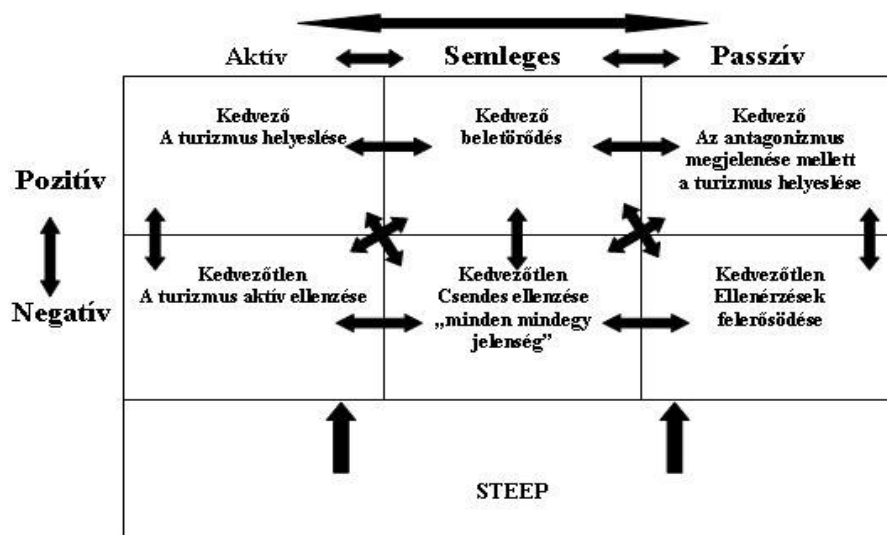 Aktív Semleges Passzív
Pozitív
Negatív
Kedvező
A turizmus helyeslése
Kedvező
beletörődés
Kedvező
Az antagonizmus
megjelenése mellett
a turizmus helyeslése
Kedvezőtlen
A turizmus aktív ellenzése
Kedvezőtlen
Csendes ellenzése
„minden mindegy
jelenség”
Kedvezőtlen
Ellenérzések
felerősödése
STEEP